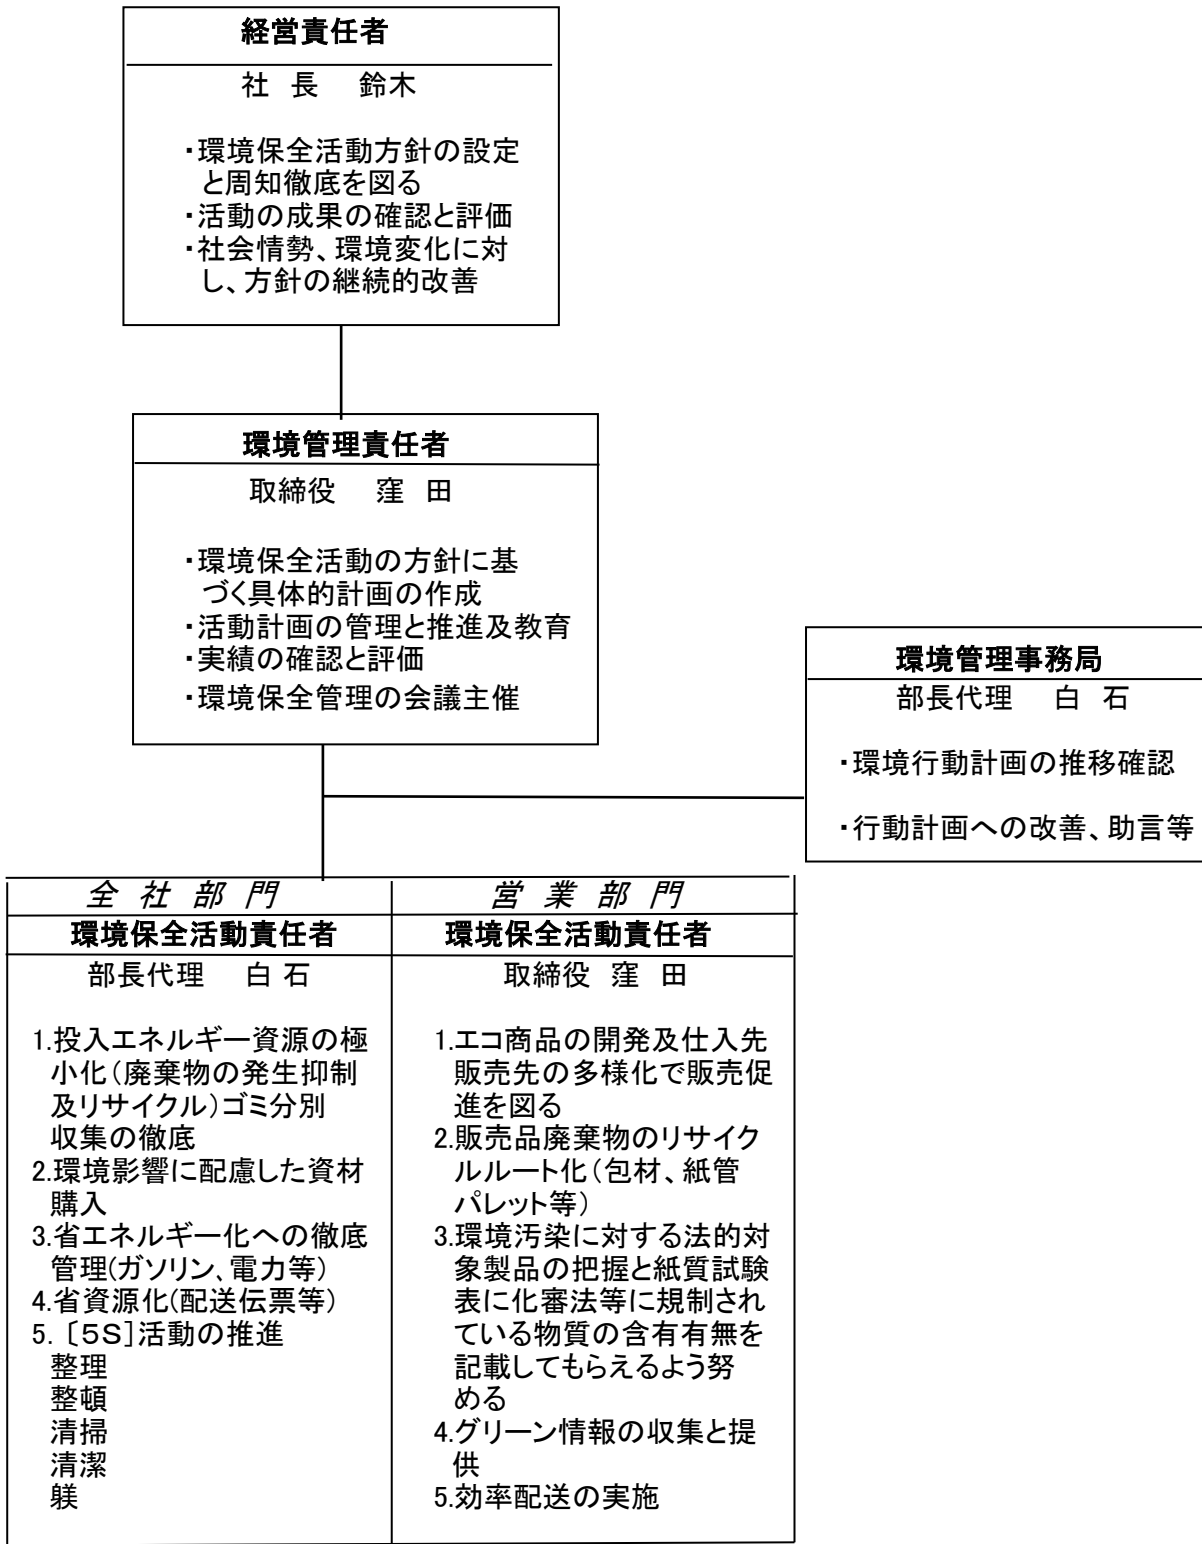 経営責任者
社 長 鈴木
・環境保全活動方針の設定
と周知徹底を図る
・活動の成果の確認と評価
・社会情勢、環境変化に対
し、方針の継続的改善
環境管理責任者
取締役 窪 田
・環境保全活動の方針に基
づく具体的計画の作成
・活動計画の管理と推進及教育
・実績の確認と評価
・環境保全管理の会議主催
環境管理事務局
部長代理 白 石
・環境行動計画の推移確認
・行動計画への改善、助言等
全 社 部 門
環境保全活動責任者
部長代理 白 石
1.投入エネルギー資源の極
小化(廃棄物の発生抑制
及リサイクル)ゴミ分別
収集の徹底
2.環境影響に配慮した資材
購入
3.省エネルギー化への徹底
管理(ガソリン、電力等)
4.省資源化(配送伝票等)
5.〔5S]活動の推進
整理
整頓
清掃
清潔
躾
営 業 部 門
環境保全活動責任者
取締役 窪 田
1.エコ商品の開発及仕入先
販売先の多様化で販売促
進を図る
2.販売品廃棄物のリサイク
ルルート化(包材、紙管
パレット等)
3.環境汚染に対する法的対
象製品の把握と紙質試験
表に化審法等に規制され
ている物質の含有有無を
記載してもらえるよう努
める
4.グリーン情報の収集と提
供
5.効率配送の実施